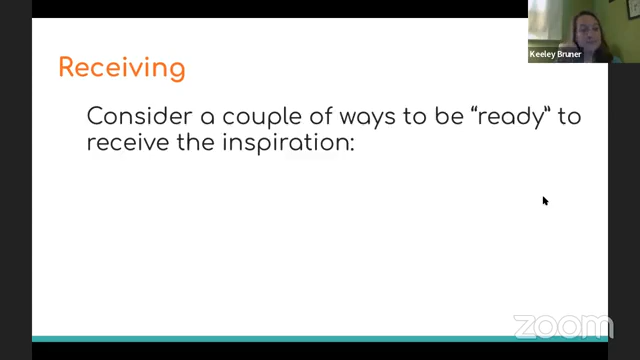 Keeley Bruner
Receiving
Consider a couple of ways to be “ready” to
receive the inspiration:
zoom